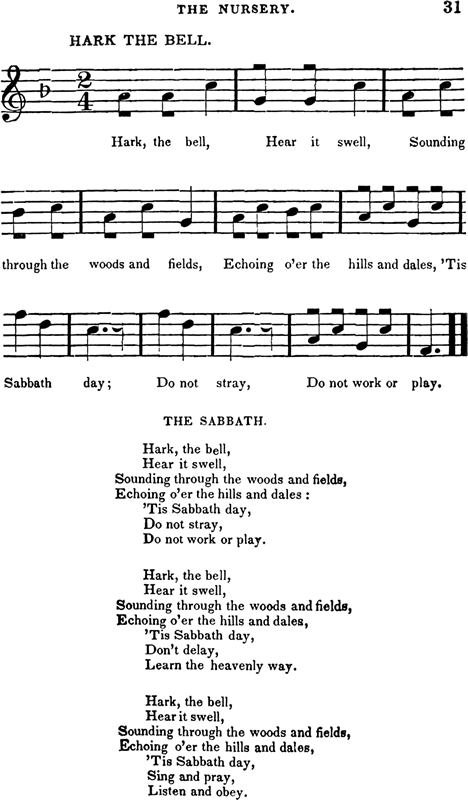 THE NURSERY. 31
HARK THE BELL.
2
4
Hark, the bell, Hear it swell, Sounding
through the woods and fields, Echoing o'er the hills and dales, 'Tis
Sabbath day; Do not stray, Do not work or play.
THE SABBATH.
Hark, the bell,
Hear it swell,
Sounding through the woods and fields,
Echoing o'er the hills and dales :
'Tis Sabbath day,
Do not stray,
Do not work or play.
Hark, the bell,
Hear it swell,
Sounding through the woods and fields,
Echoing o'er the hills and dales,
'Tis Sabbath day,
Don't delay,
Learn the heavenly way.
Hark, the bell,
Hear it swell,
Sounding through the woods and fields,
Echoing o'er the hills and dales,
'Tis Sabbath day,
Sing and pray,
Listen and obey.